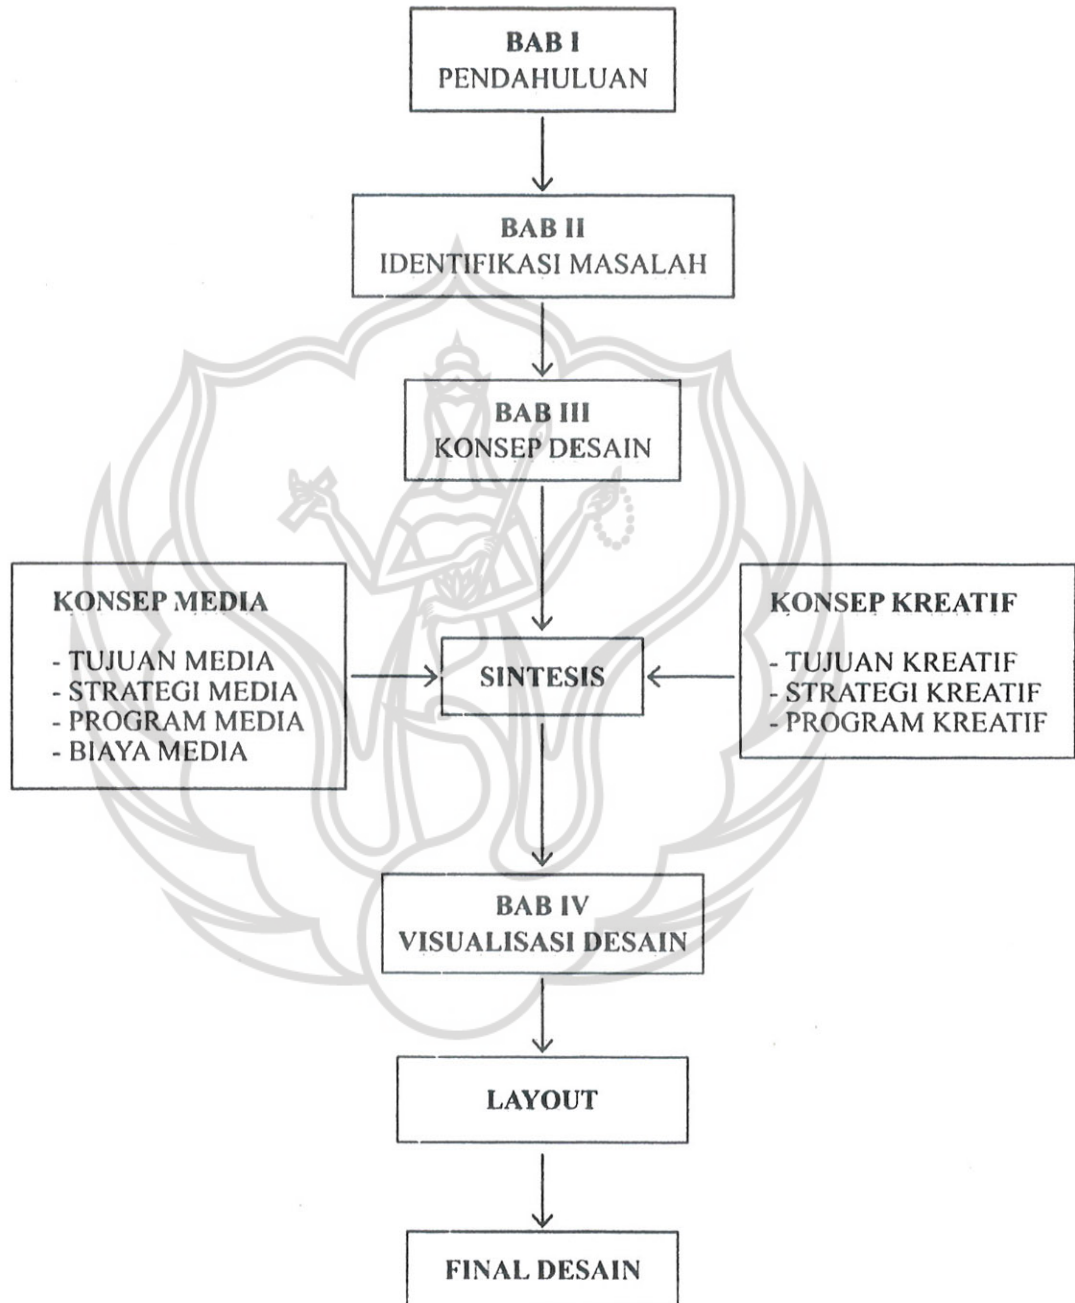 BAB I
PENDAHULUAN
BAB II
IDENTIFIKASI MASALAH
BAB III
KONSEP DESAIN
KONSEP MEDIA
- TUJUAN MEDIA
- STRATEGI MEDIA
- PROGRAM MEDIA
- BIAYA MEDIA
SINTESIS
KONSEP KREATIF
- TUJUAN KREATIF
- STRATEGI KREATIF
- PROGRAM KREATIF
BAB IV
VISUALISASI DESAIN
LAYOUT
FINAL DESAIN